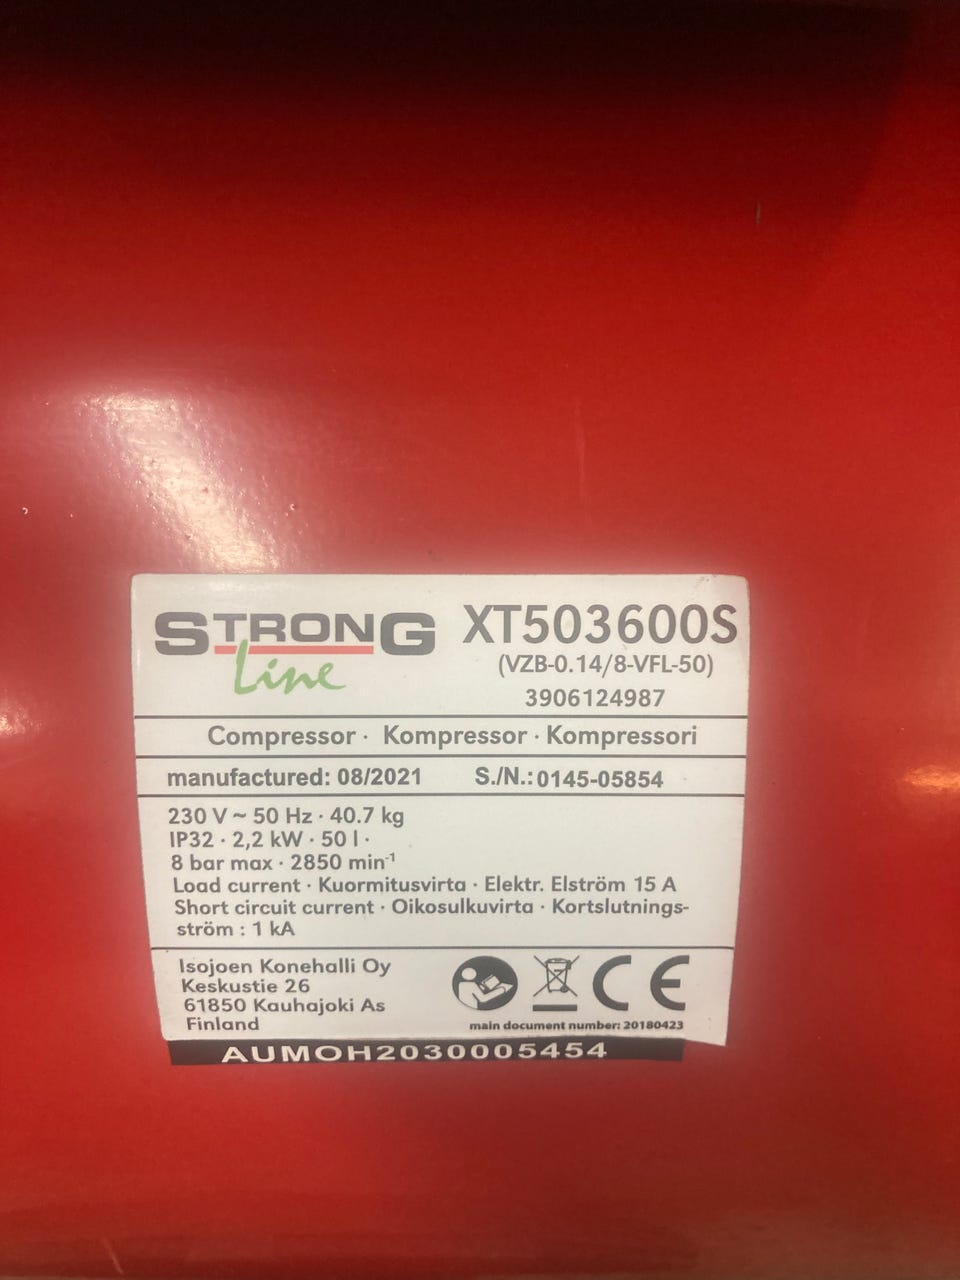 STRONG
Line
XT503600S
(VZB-0.14/8-VFL-50)
3906124987
Compressor · Kompressor · Kompressori
manufactured: 08/2021 S./N.: 0145-05854
230 V ~ 50 Hz · 40.7 kg
IP32 · 2,2 kW · 50 l ·
8 bar max · 2850 min⁻¹
Load current · Kuormitusvirta · Elektr. Elström 15 A
Short circuit current · Oikosulkuvirta · Kortslutnings-
ström : 1 kA
Isojoen Konehalli Oy
Keskustie 26
61850 Kauhajoki As
Finland
CE
main document number: 20180423
AUMOH2030005454